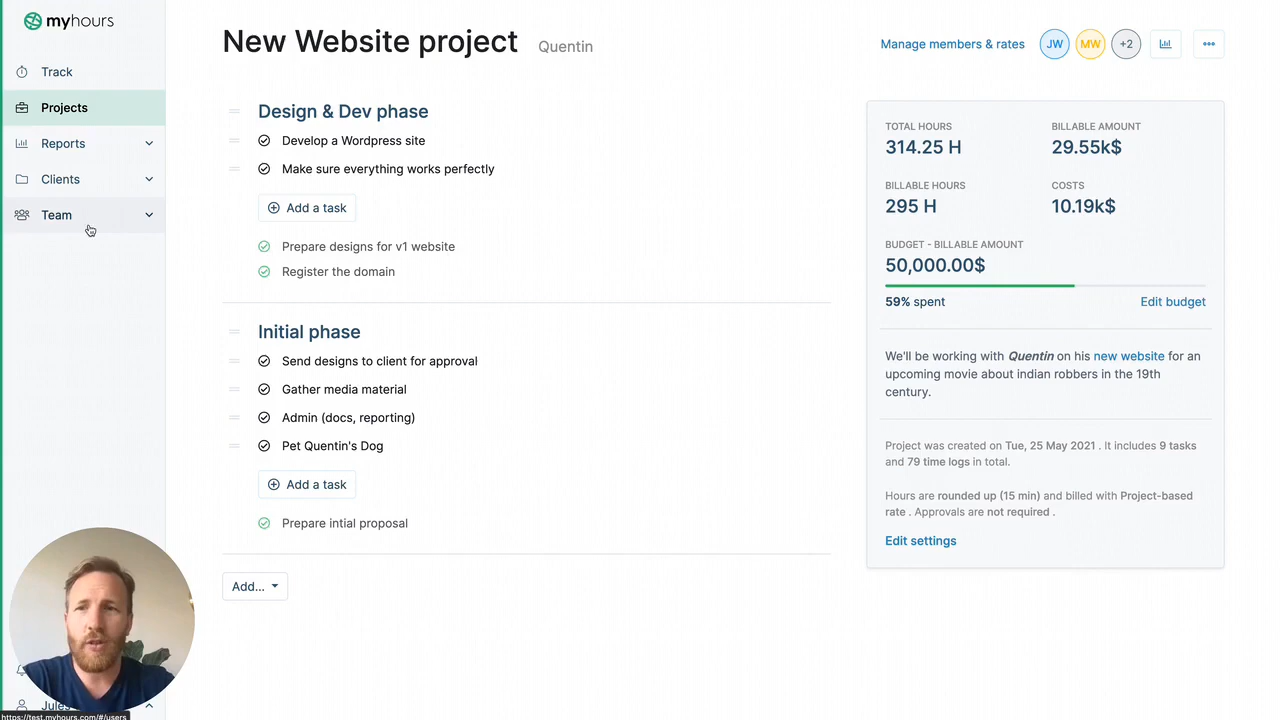 myhours
Track
Projects
Reports
Clients
Team
Jules
https://test.myhours.com/#/users
New Website project Quentin
Manage members & rates JW MW +2
Design & Dev phase
Develop a Wordpress site
Make sure everything works perfectly
Add a task
Prepare designs for v1 website
Register the domain
Initial phase
Send designs to client for approval
Gather media material
Admin (docs, reporting)
Pet Quentin's Dog
Add a task
Prepare intial proposal
Add...
TOTAL HOURS BILLABLE AMOUNT
314.25 H 29.55k$
BILLABLE HOURS COSTS
295 H 10.19k$
BUDGET - BILLABLE AMOUNT
50,000.00$
59% spent Edit budget
We'll be working with Quentin on his new website for an
upcoming movie about indian robbers in the 19th
century.
Project was created on Tue, 25 May 2021 . It includes 9 tasks
and 79 time logs in total.
Hours are rounded up (15 min) and billed with Project-based
rate . Approvals are not required .
Edit settings